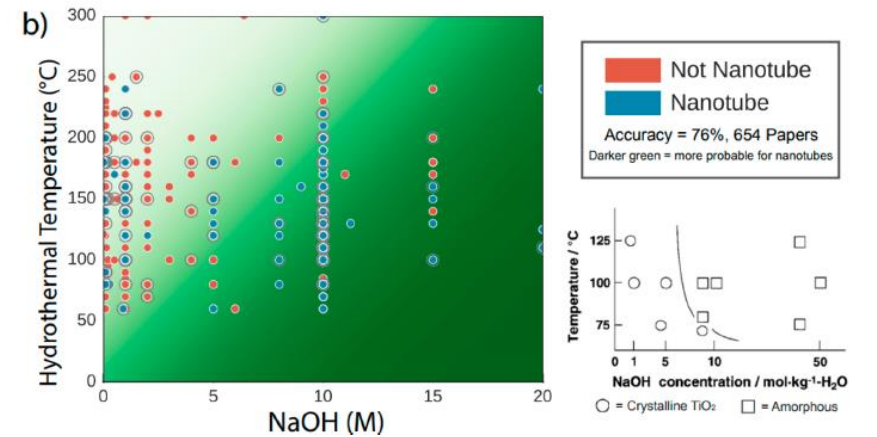 b)
Hydrothermal Temperature (°C)
300
250
200
150
100
50
0
0 5 10 15 20
NaOH (M)
Not Nanotube
Nanotube
Accuracy = 76%, 654 Papers
Darker green = more probable for nanotubes
Temperature / °C
125
100
75
0 1 5 10 50
NaOH concentration / mol·kg⁻¹-H₂O
= Crystalline TiO₂ = Amorphous